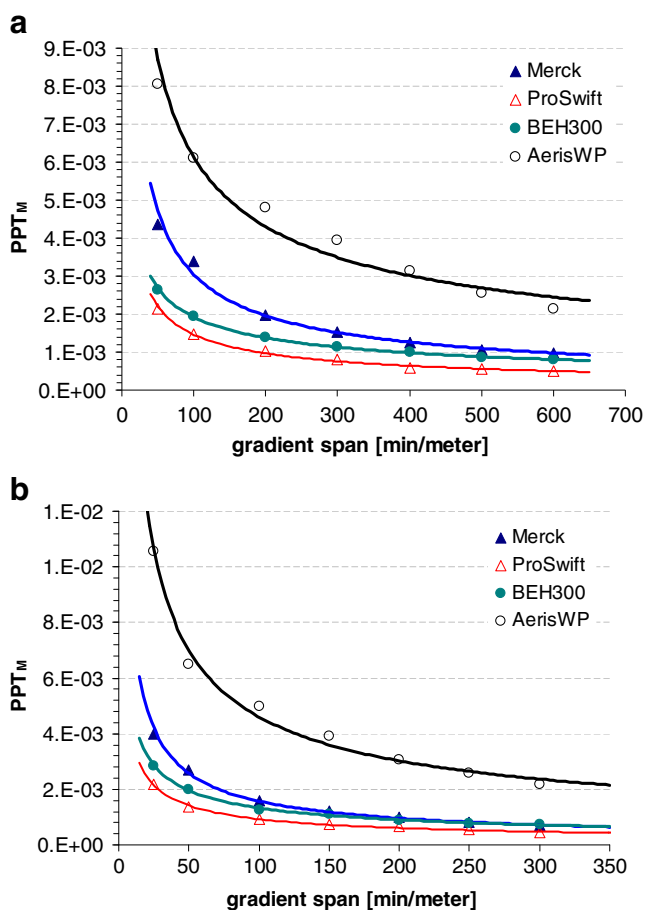 a
9.E-03
8.E-03
7.E-03
6.E-03
5.E-03
4.E-03
3.E-03
2.E-03
1.E-03
0.E+00
PPTM
Merck
ProSwift
BEH300
AerisWP
0 100 200 300 400 500 600 700
gradient span [min/meter]
b
1.E-02
1.E-02
8.E-03
6.E-03
4.E-03
2.E-03
0.E+00
PPTM
Merck
ProSwift
BEH300
AerisWP
0 50 100 150 200 250 300 350
gradient span [min/meter]